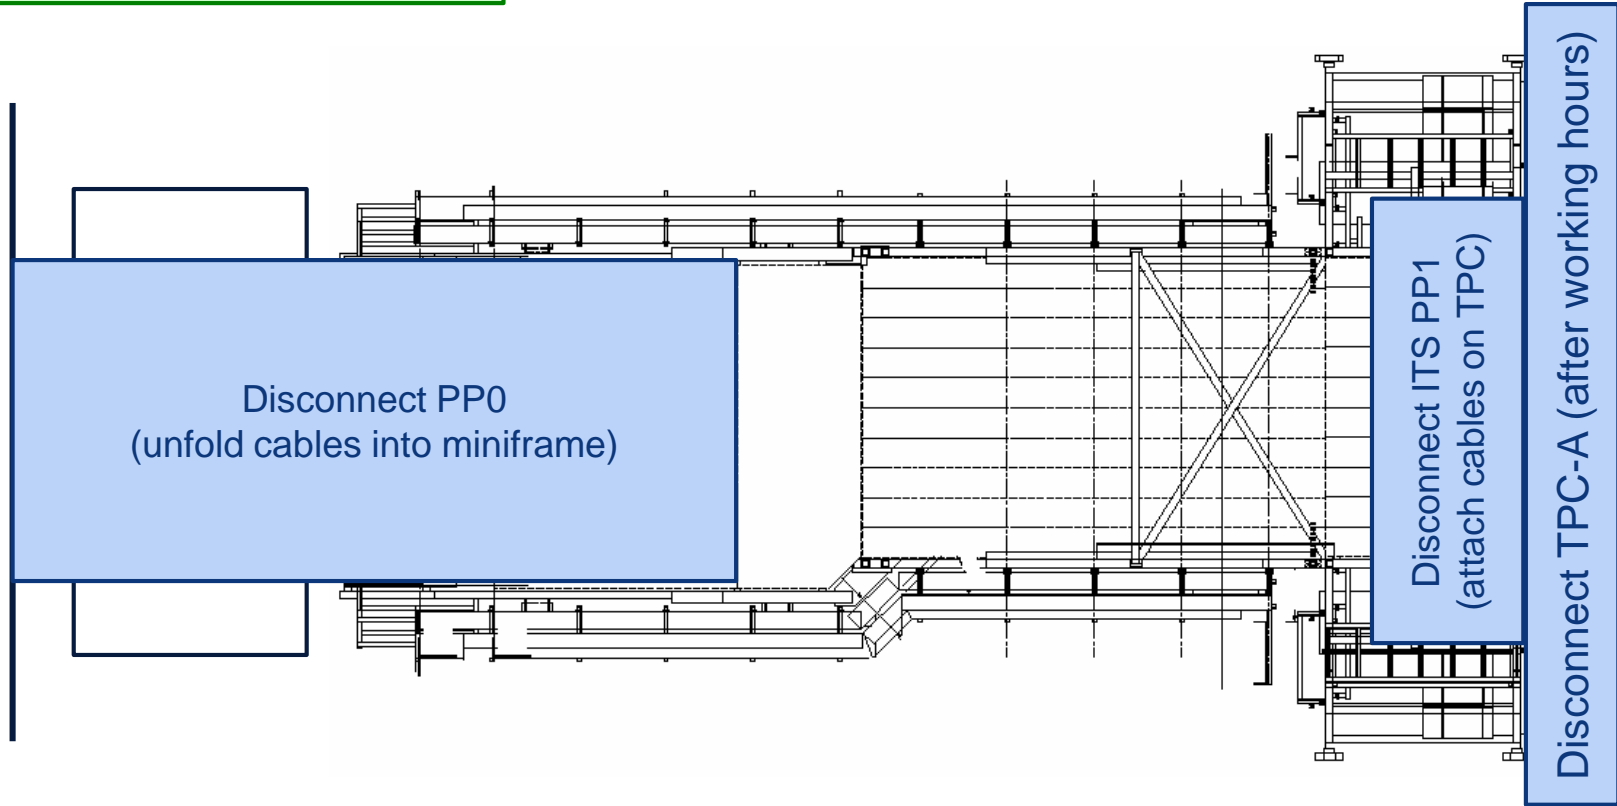 Disconnect PP0
(unfold cables into miniframe)
Disconnect ITS PP1
(attach cables on TPC)
Disconnect TPC-A (after working hours)